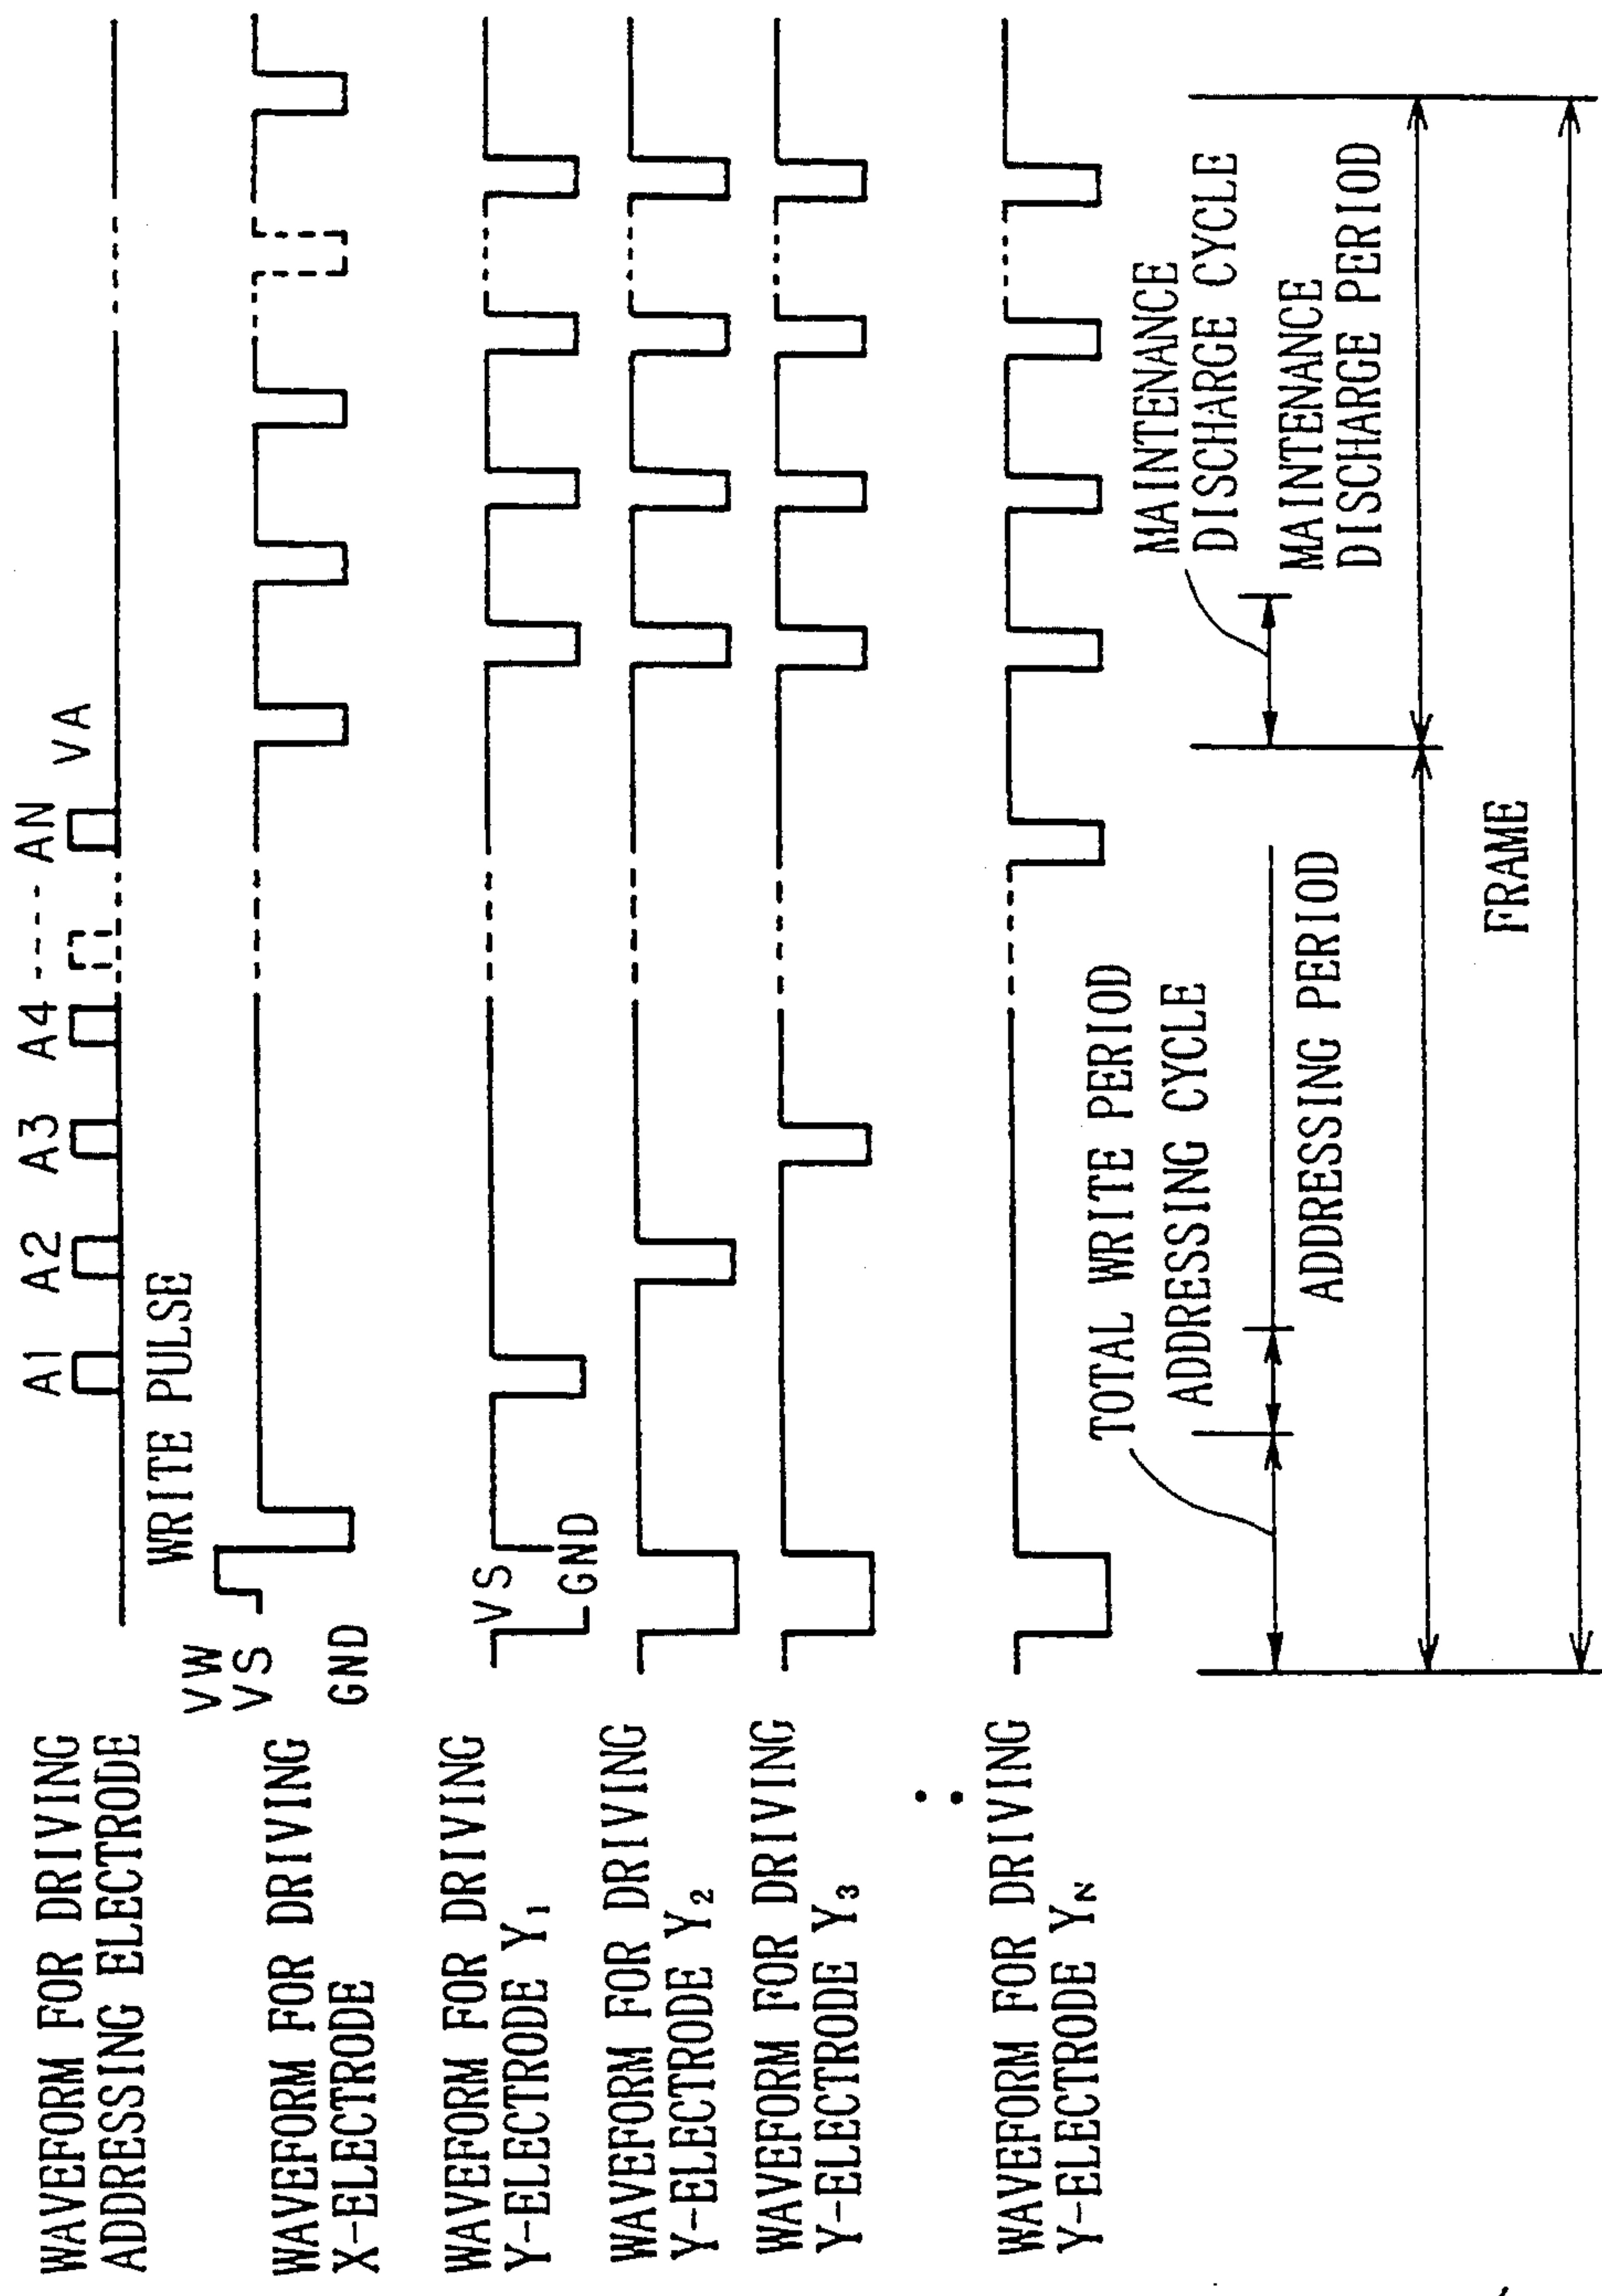 WAVEFORM FOR DRIVING
ADDRESSING ELECTRODE
A1 A2 A3 A4 ---- AN
VA
WRITE PULSE
WAVEFORM FOR DRIVING
X-ELECTRODE
VW
VS
GND
WAVEFORM FOR DRIVING
Y-ELECTRODE Y1
VS
GND
WAVEFORM FOR DRIVING
Y-ELECTRODE Y2
WAVEFORM FOR DRIVING
Y-ELECTRODE Y3
WAVEFORM FOR DRIVING
Y-ELECTRODE YN
TOTAL WRITE PERIOD
ADDRESSING CYCLE
ADDRESSING PERIOD
MAINTENANCE
DISCHARGE CYCLE
MAINTENANCE
DISCHARGE PERIOD
FRAME